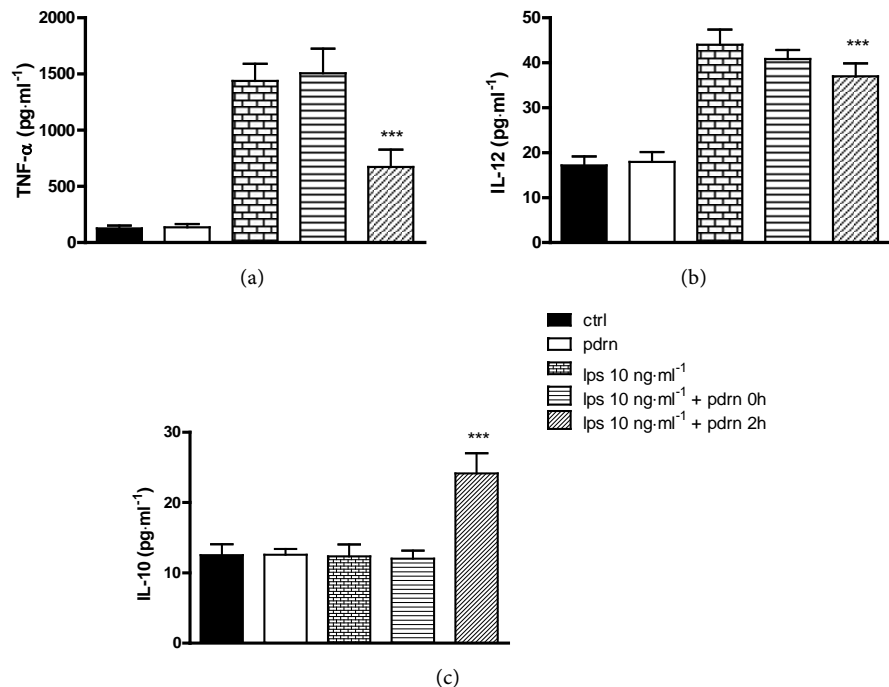 2000
1500
1000
500
0
TNF-α (pg·ml⁻¹)
***
(a)
50
40
30
20
10
0
IL-12 (pg·ml⁻¹)
***
(b)
ctrl
pdrn
lps 10 ng·ml⁻¹
lps 10 ng·ml⁻¹ + pdrn 0h
lps 10 ng·ml⁻¹ + pdrn 2h
30
20
10
0
IL-10 (pg·ml⁻¹)
***
(c)